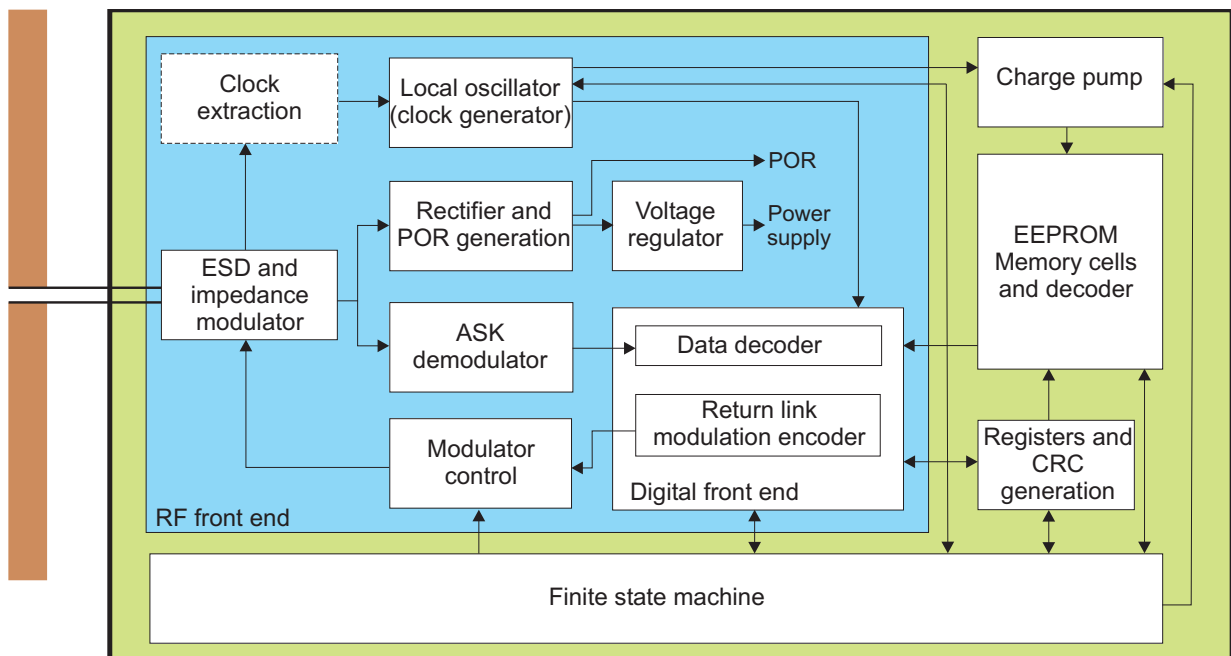 Clock
extraction
Local oscillator
(clock generator)
Charge pump
POR
Rectifier and
POR generation
Voltage
regulator
Power
supply
EEPROM
Memory cells
and decoder
ESD and
impedance
modulator
ASK
demodulator
Data decoder
Return link
modulation encoder
Modulator
control
Registers and
CRC
generation
Digital front end
RF front end
Finite state machine